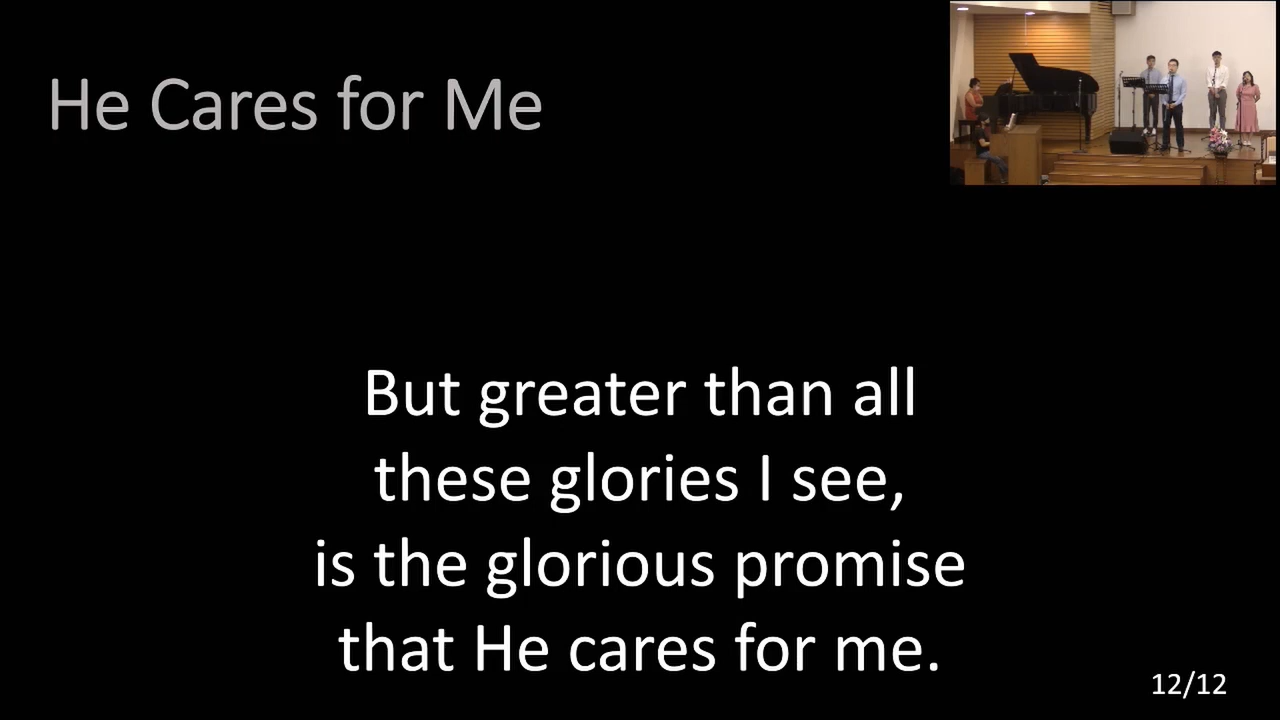 He Cares for Me
But greater than all
these glories I see,
is the glorious promise
that He cares for me.
12/12